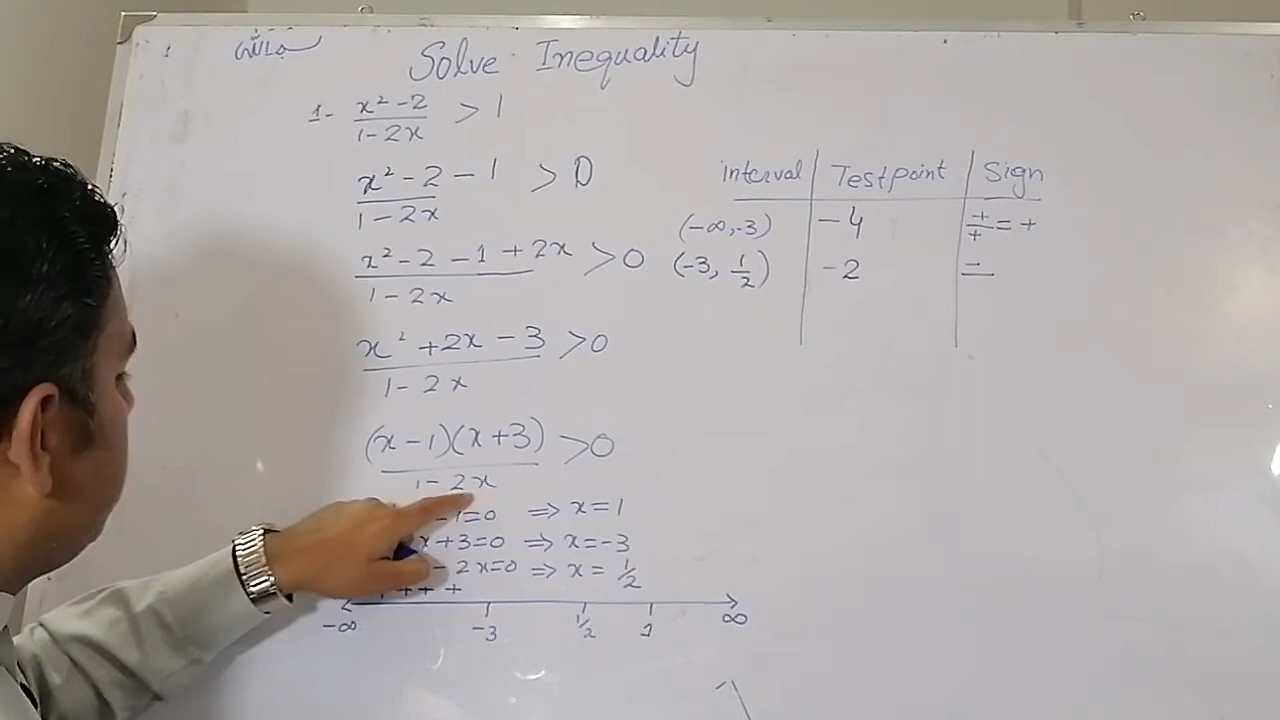 Solve Inequality
1- (x² - 2)/(1 - 2x) > 1
(x² - 2)/(1 - 2x) - 1 > 0
(x² - 2 - 1 + 2x)/(1 - 2x) > 0
(x² + 2x - 3)/(1 - 2x) > 0
(x - 1)(x + 3)/(1 - 2x) > 0
-1=0 ⇒ x = 1
x+3=0 ⇒ x = -3
- 2x=0 ⇒ x = 1/2
+ + + +
-∞ -3 1/2 1 ∞
interval | Testpoint | Sign
(-∞, -3) | -4 | +/+ = +
(-3, 1/2) | -2 | -